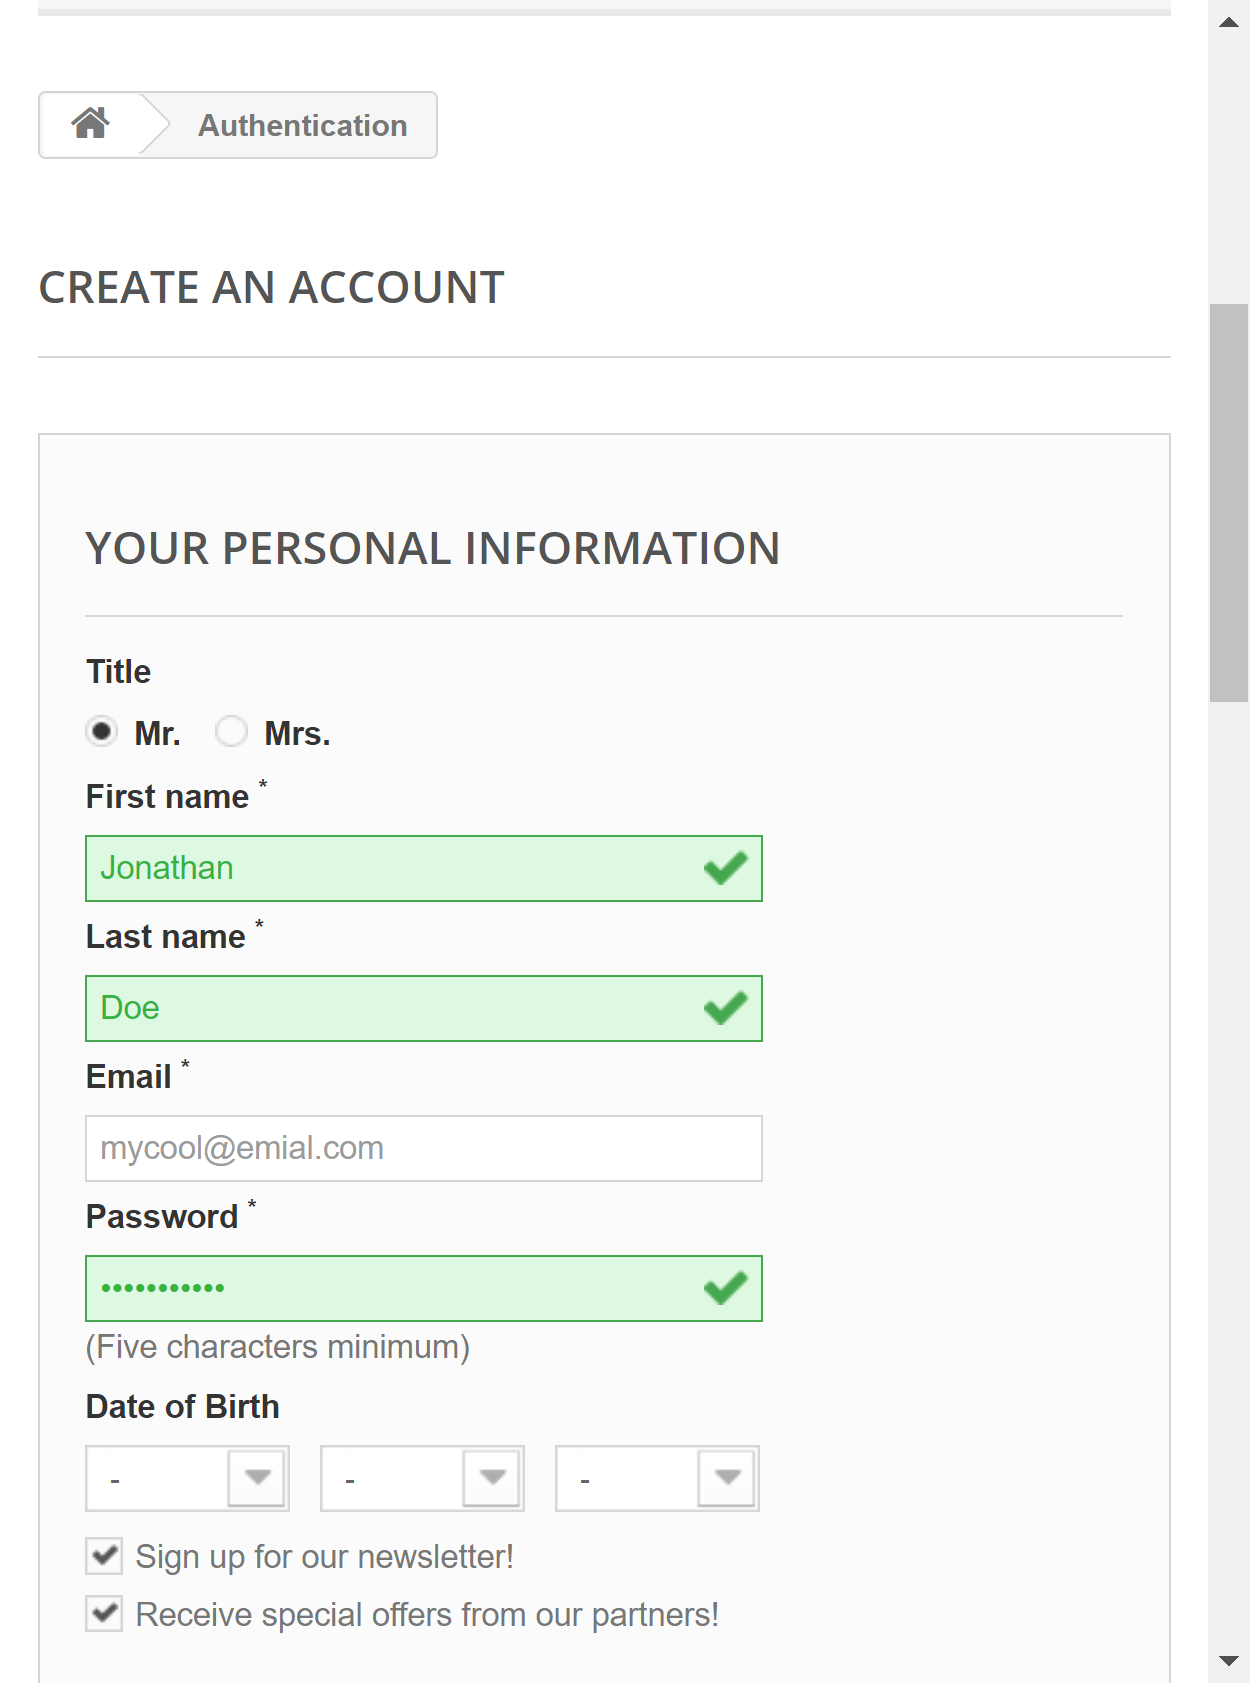 Authentication
CREATE AN ACCOUNT
YOUR PERSONAL INFORMATION
Title
Mr. Mrs.
First name *
Jonathan
Last name *
Doe
Email *
mycool@emial.com
Password *
•••••••••••
(Five characters minimum)
Date of Birth
- - -
Sign up for our newsletter!
Receive special offers from our partners!